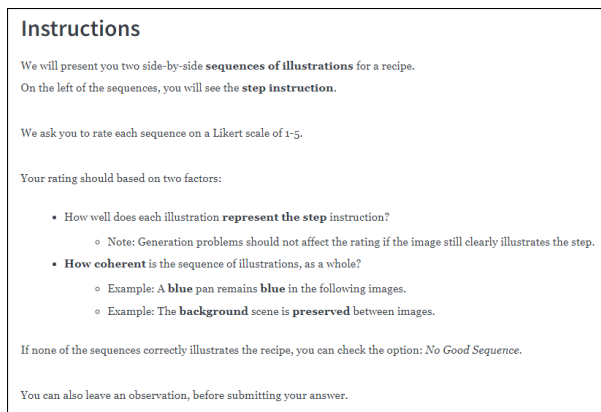 Instructions
We will present you two side-by-side sequences of illustrations for a recipe.
On the left of the sequences, you will see the step instruction.
We ask you to rate each sequence on a Likert scale of 1-5.
Your rating should based on two factors:
• How well does each illustration represent the step instruction?
○ Note: Generation problems should not affect the rating if the image still clearly illustrates the step.
• How coherent is the sequence of illustrations, as a whole?
○ Example: A blue pan remains blue in the following images.
○ Example: The background scene is preserved between images.
If none of the sequences correctly illustrates the recipe, you can check the option: No Good Sequence.
You can also leave an observation, before submitting your answer.